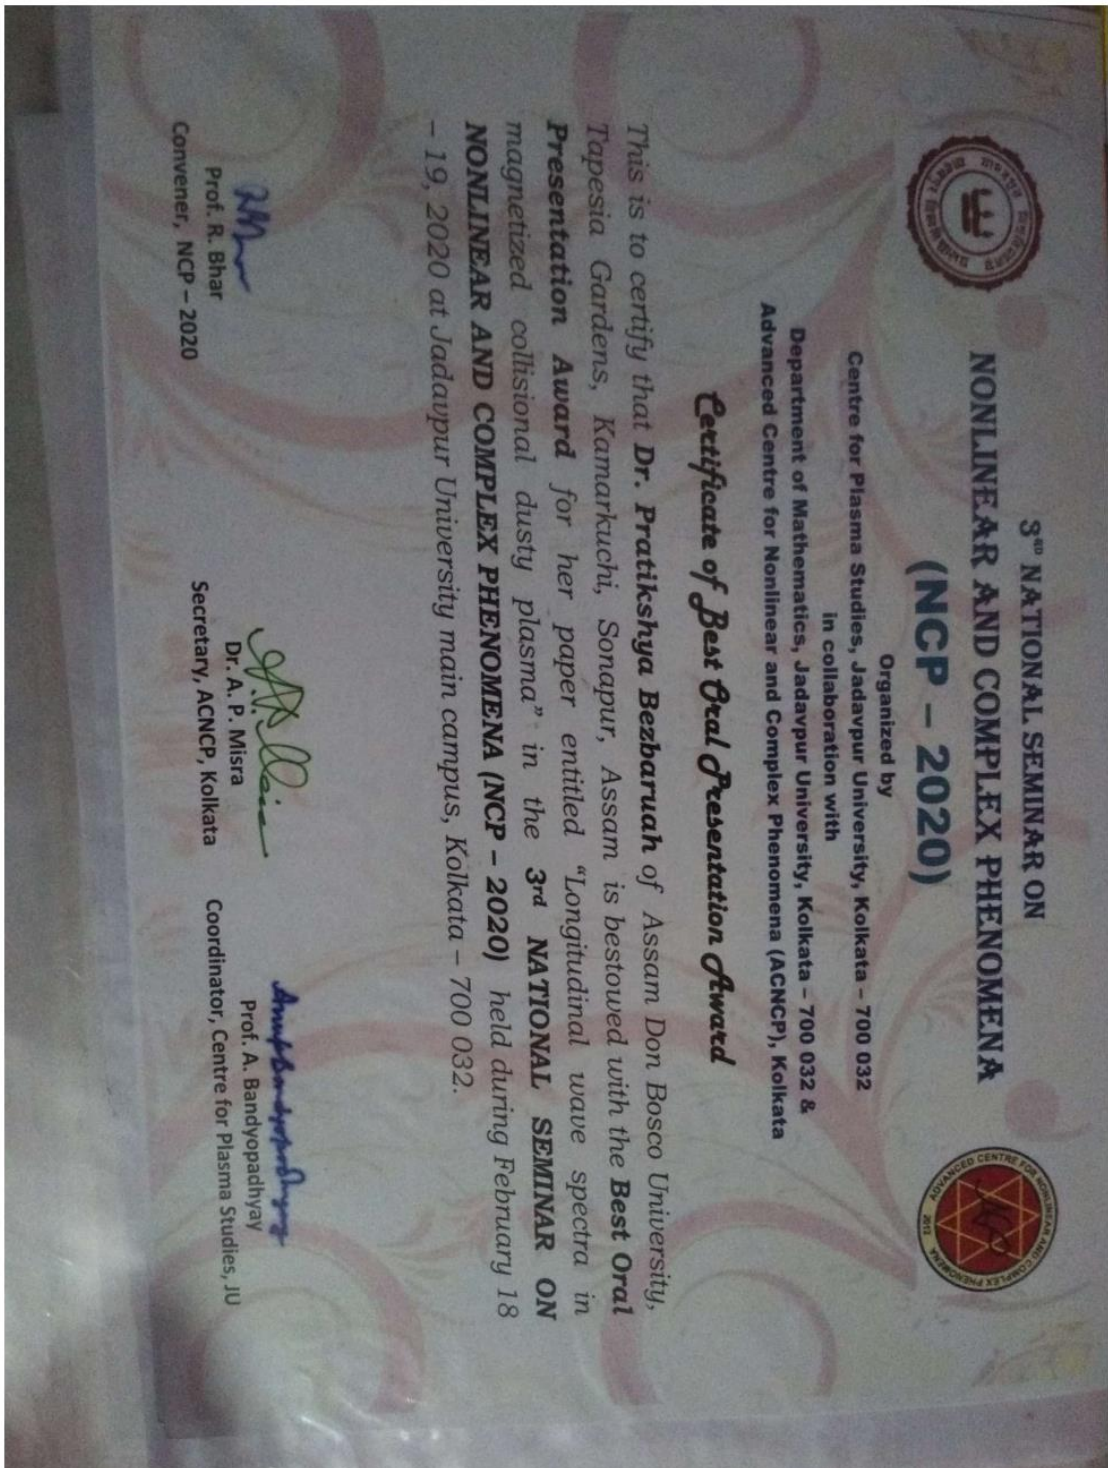 3RD NATIONAL SEMINAR ON
NONLINEAR AND COMPLEX PHENOMENA
(NCP – 2020)
Organized by
Centre for Plasma Studies, Jadavpur University, Kolkata – 700 032
in collaboration with
Department of Mathematics, Jadavpur University, Kolkata – 700 032 &
Advanced Centre for Nonlinear and Complex Phenomena (ACNCP), Kolkata
ADVANCED CENTRE FOR NONLINEAR AND COMPLEX PHENOMENA
2012
Certificate of Best Oral Presentation Award
This is to certify that Dr. Pratikshya Bezbaruah of Assam Don Bosco University,
Tapesia Gardens, Kamarkuchi, Sonapur, Assam is bestowed with the Best Oral
Presentation Award for her paper entitled “Longitudinal wave spectra in
magnetized collisional dusty plasma” in the 3rd NATIONAL SEMINAR ON
NONLINEAR AND COMPLEX PHENOMENA (NCP – 2020) held during February 18
– 19, 2020 at Jadavpur University main campus, Kolkata – 700 032.
Prof. R. Bhar
Convener, NCP – 2020
Dr. A. P. Misra
Secretary, ACNCP, Kolkata
Prof. A. Bandyopadhyay
Coordinator, Centre for Plasma Studies, JU